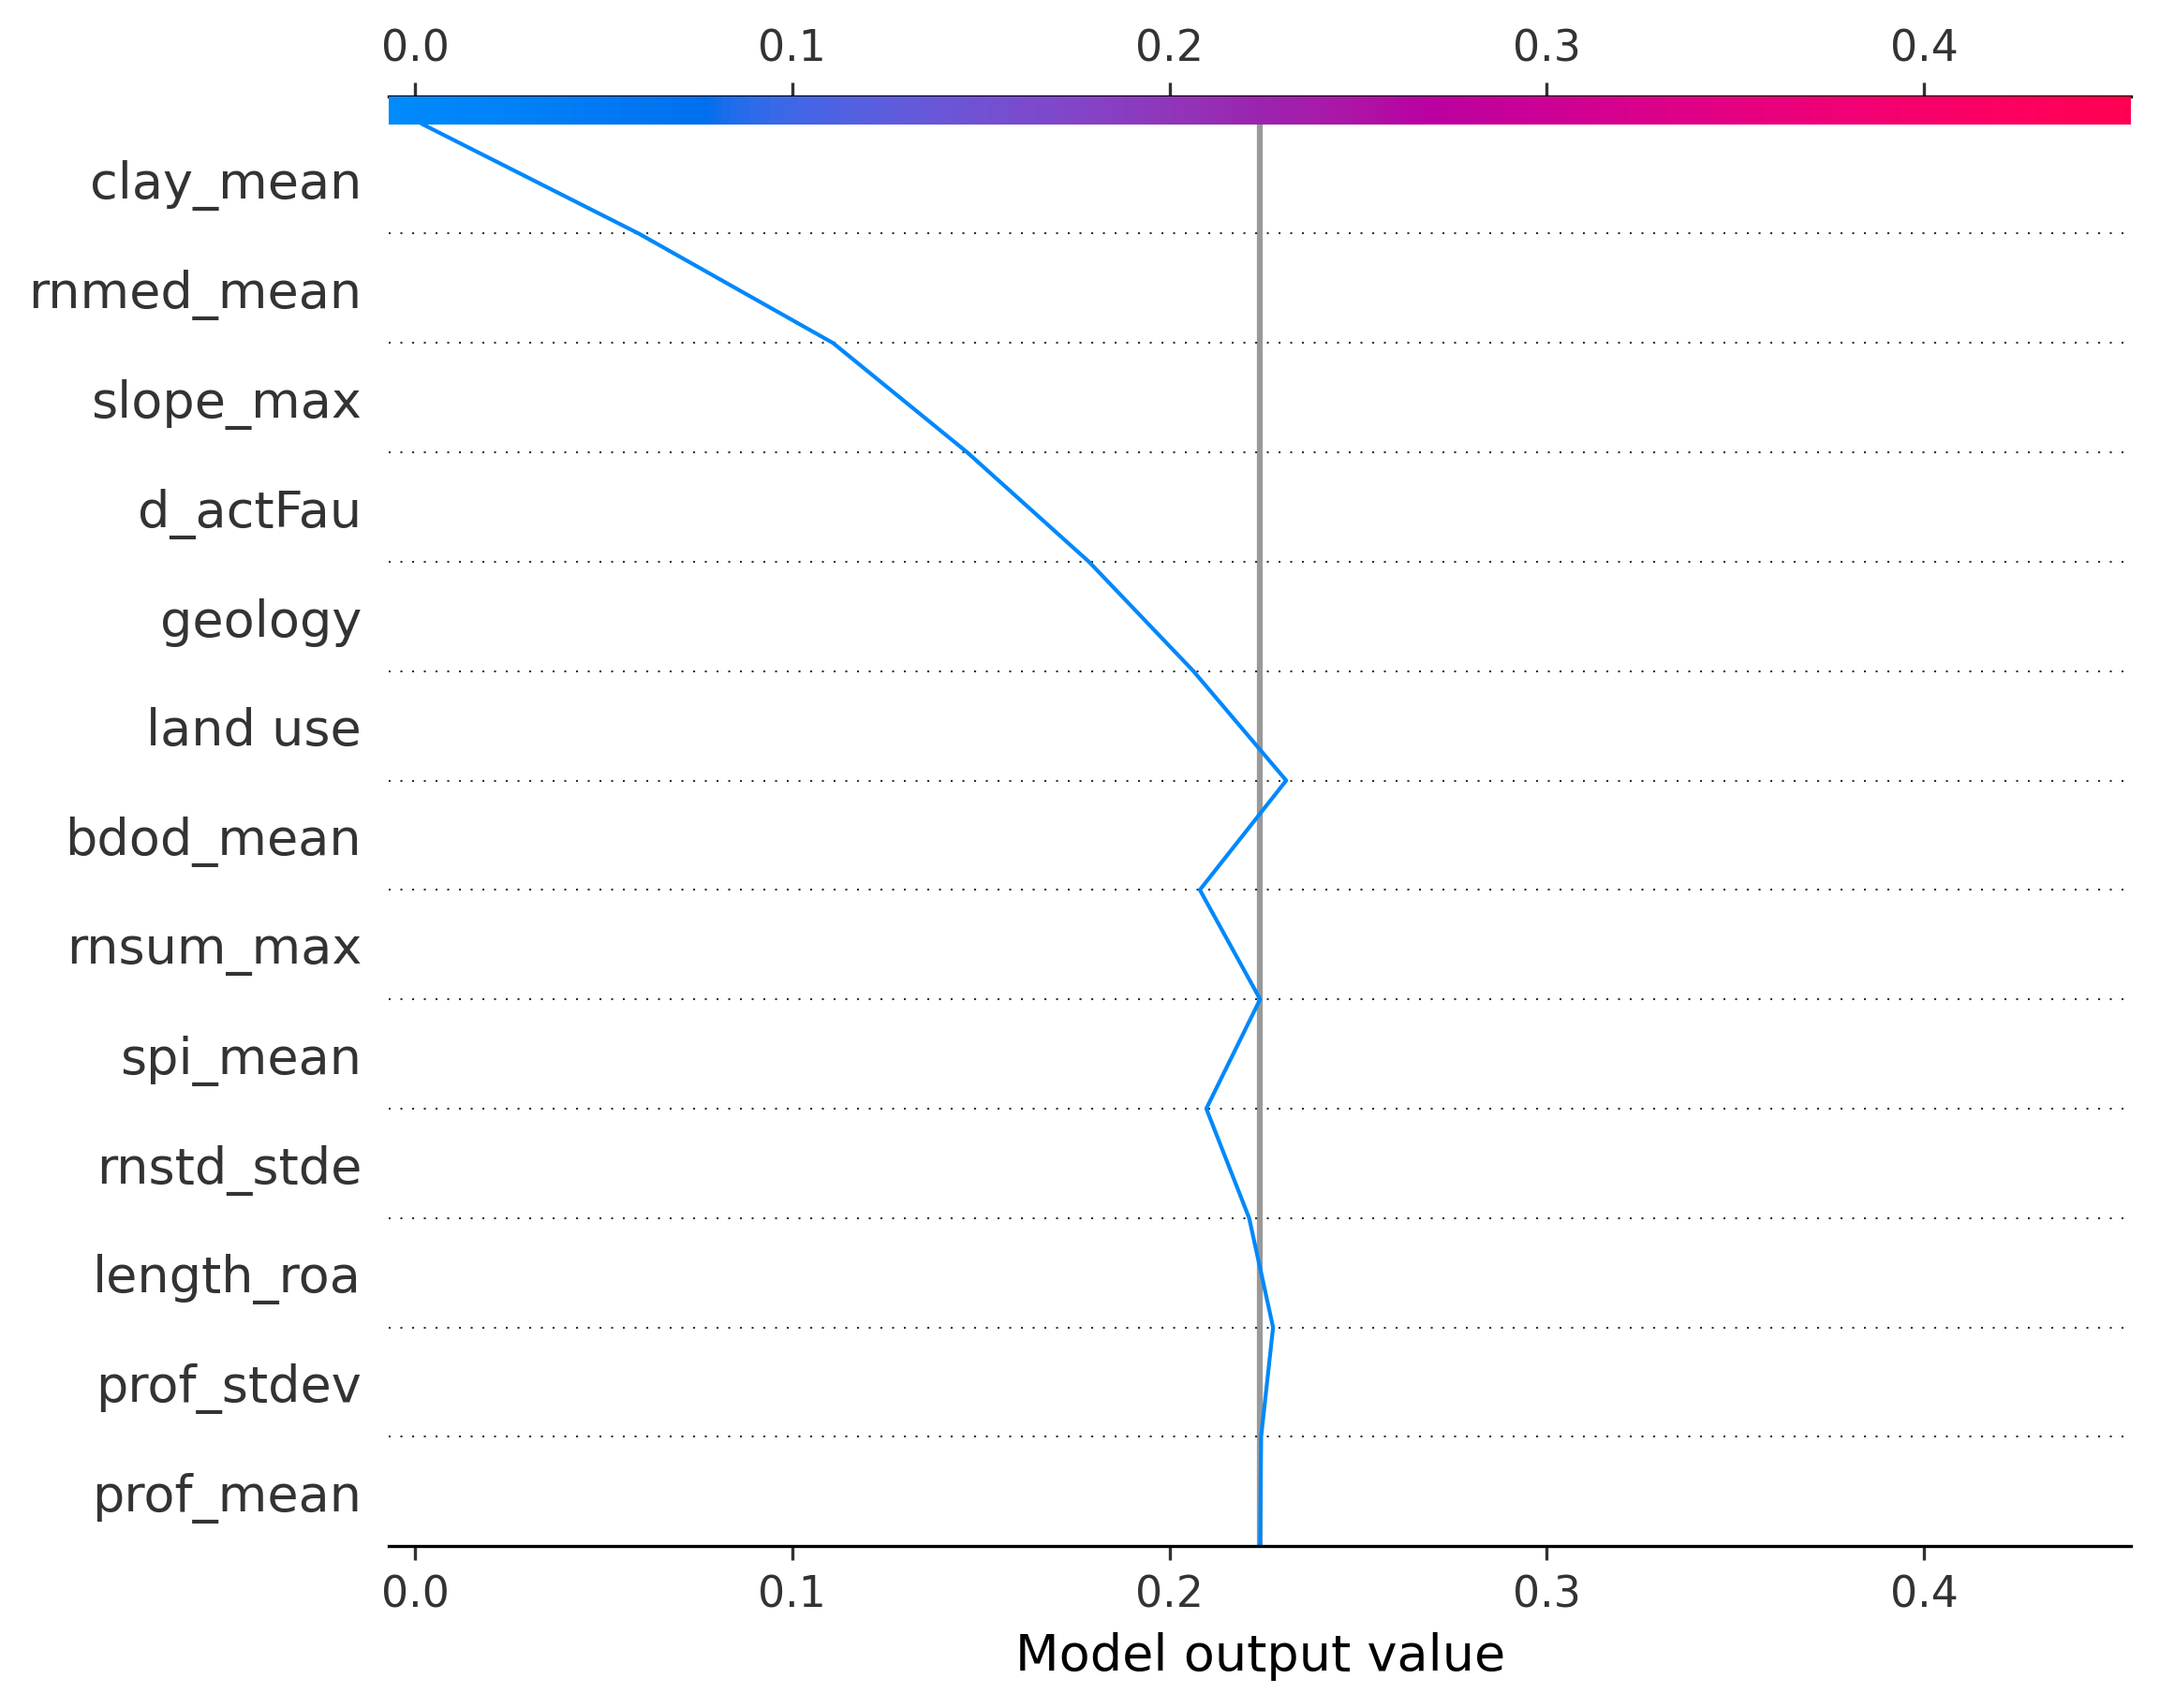 0.0 0.1 0.2 0.3 0.4
clay_mean
rnmed_mean
slope_max
d_actFau
geology
land use
bdod_mean
rnsum_max
spi_mean
rnstd_stde
length_roa
prof_stdev
prof_mean
0.0 0.1 0.2 0.3 0.4
Model output value